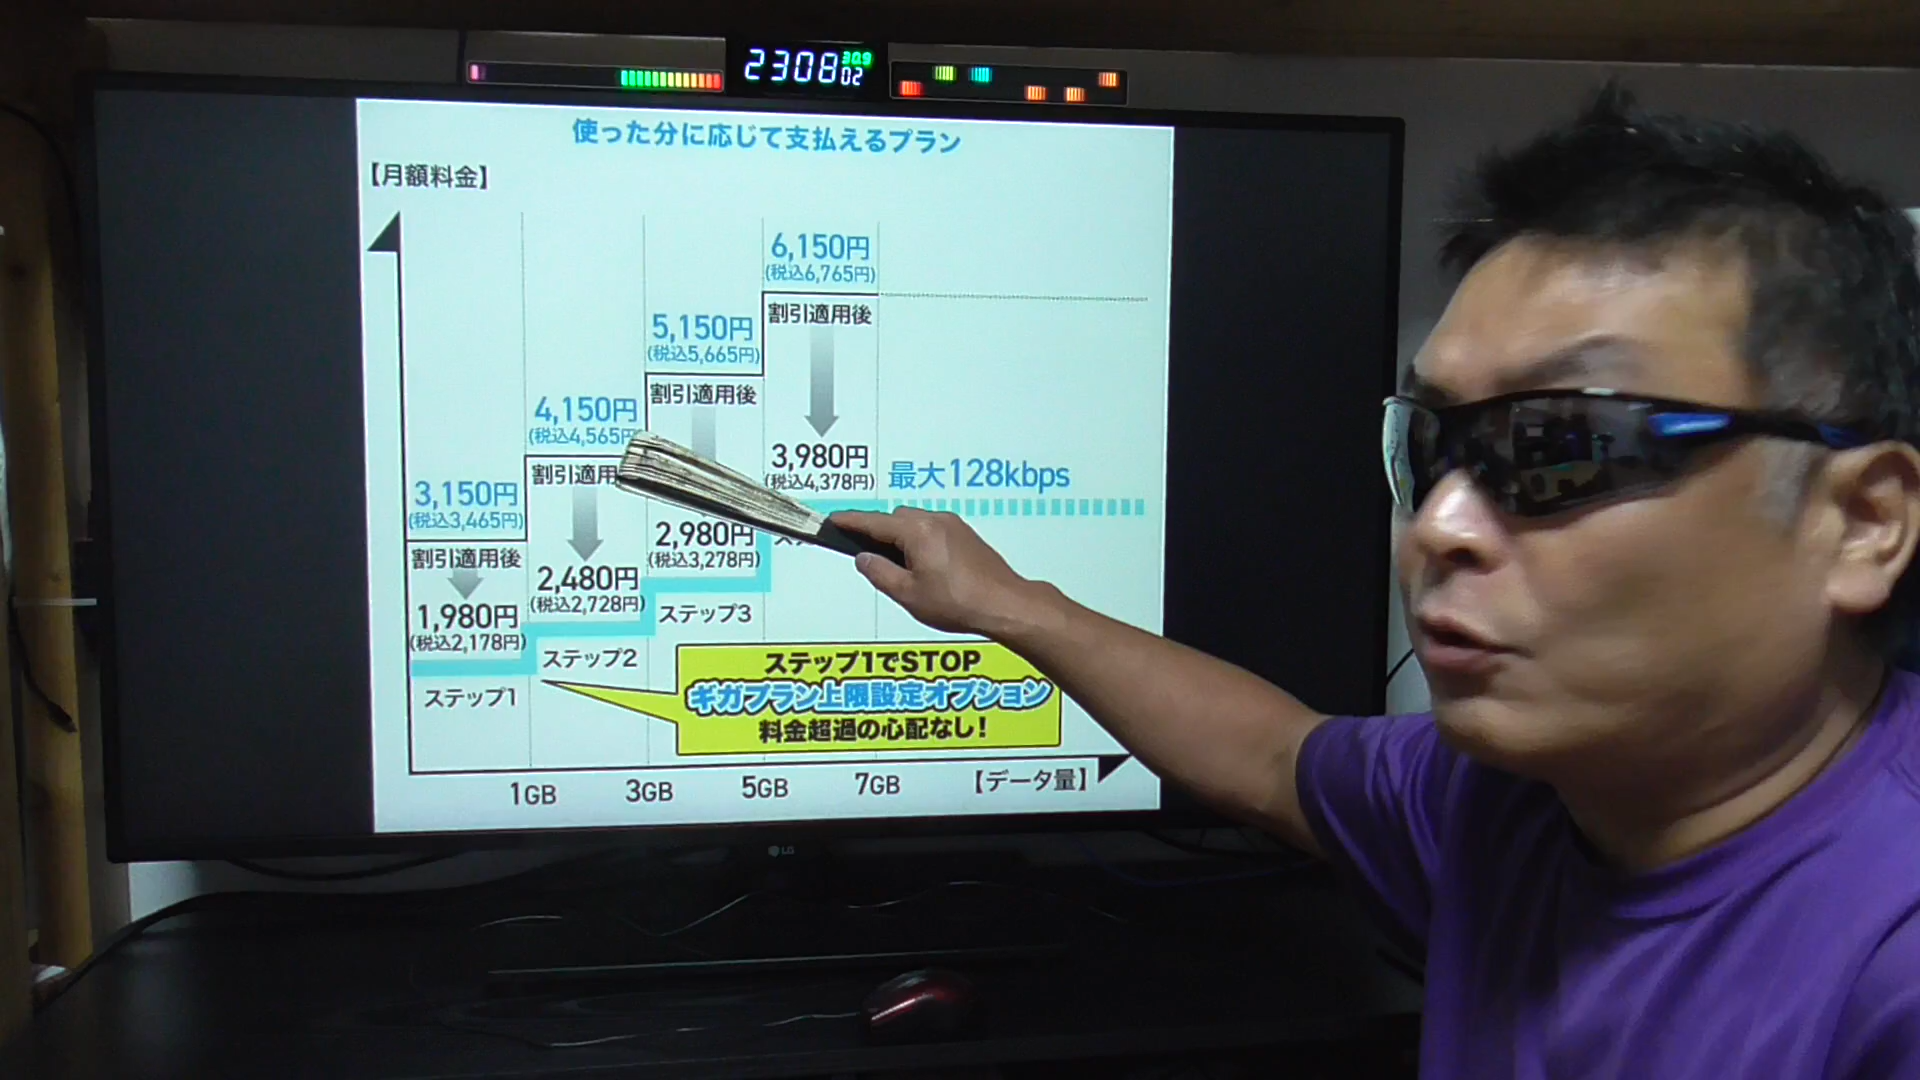 2308 02
30.9
使った分に応じて支払えるプラン
【月額料金】
6,150円
(税込6,765円)
割引適用後
5,150円
(税込5,665円)
割引適用後
4,150円
(税込4,565円
割引適用
3,150円
(税込3,465円)
割引適用後
3,980円
(税込4,378円)
最大128kbps
2,980円
(税込3,278円)
2,480円
(税込2,728円)
1,980円
(税込2,178円)
ステップ3
ステップ2
ステップ1
ステップ1でSTOP
ギガプラン上限設定オプション
料金超過の心配なし!
1GB 3GB 5GB 7GB 【データ量】
LG